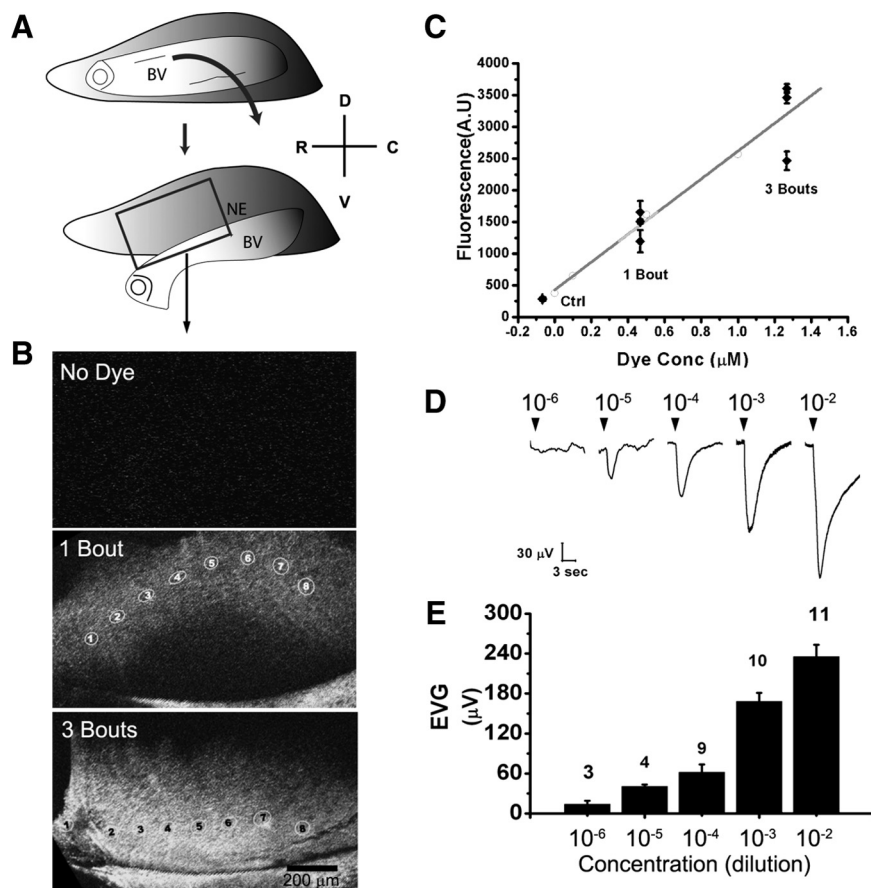 A
BV
D
R
C
V
NE
BV
B
No Dye
1 Bout
1
2
3
4
5
6
7
8
3 Bouts
1
2
3
4
5
6
7
8
200 µm
C
4000
3500
3000
2500
2000
1500
1000
500
0
Fluorescence(A.U)
3 Bouts
1 Bout
Ctrl
-0.2 0.0 0.2 0.4 0.6 0.8 1.0 1.2 1.4 1.6
Dye Conc (µM)
D
10-6 10-5 10-4 10-3 10-2
30 µV
3 sec
E
300
240
180
120
60
0
EVG
(µV)
3
4
9
10
11
10-6 10-5 10-4 10-3 10-2
Concentration (dilution)